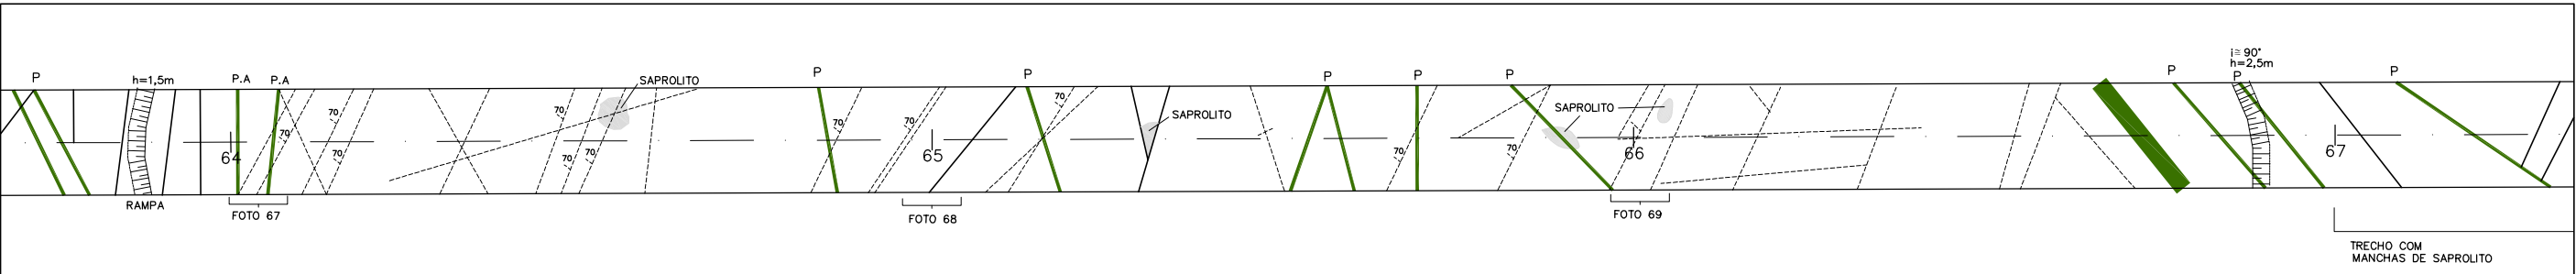 P
h=1,5m
P.A
P.A
SAPROLITO
P
P
P
P
P
P
i≅90°
h=2,5m
P
P
70
70
70
70
70
70
70
70
70
70
70
SAPROLITO
SAPROLITO
64
65
66
67
RAMPA
FOTO 67
FOTO 68
FOTO 69
TRECHO COM
MANCHAS DE SAPROLITO